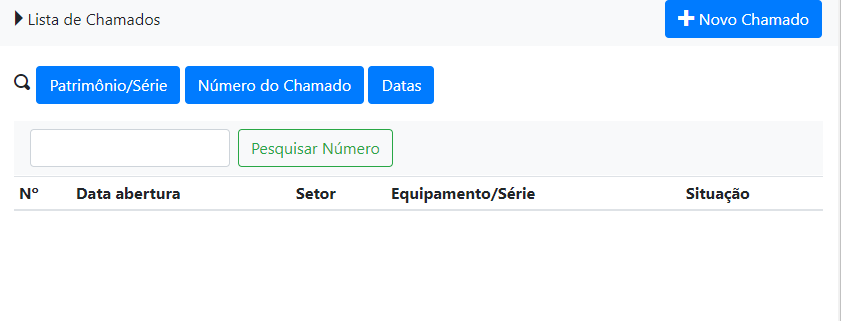 Lista de Chamados
Novo Chamado
Patrimônio/Série Número do Chamado Datas
Pesquisar Número
Nº Data abertura Setor Equipamento/Série Situação